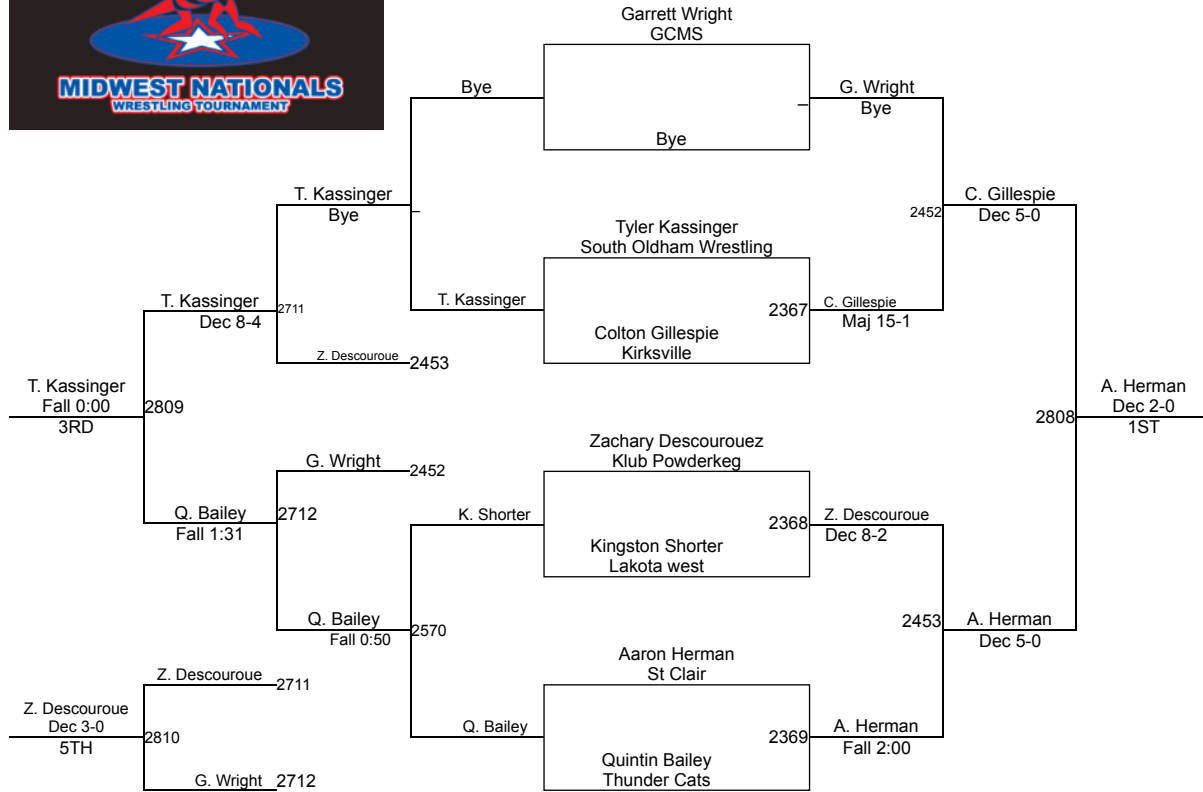 MIDWEST NATIONALS
WRESTLING TOURNAMENT
Garrett Wright
GCMS
Bye
G. Wright
Bye
Bye
T. Kassinger
Bye
C. Gillespie
Dec 5-0
2452
Tyler Kassinger
South Oldham Wrestling
T. Kassinger
Dec 8-4
2711
T. Kassinger
2367
C. Gillespie
Maj 15-1
Colton Gillespie
Kirksville
Z. Descouroue
2453
T. Kassinger
Fall 0:00
3RD
2809
2808
A. Herman
Dec 2-0
1ST
Zachary Descourouez
Klub Powderkeg
G. Wright
2452
Q. Bailey
Fall 1:31
2712
K. Shorter
2368
Z. Descouroue
Dec 8-2
Kingston Shorter
Lakota west
Q. Bailey
Fall 0:50
2570
2453
A. Herman
Dec 5-0
Aaron Herman
St Clair
Z. Descouroue
2711
Z. Descouroue
Dec 3-0
5TH
2810
Q. Bailey
2369
A. Herman
Fall 2:00
Quintin Bailey
Thunder Cats
G. Wright
2712